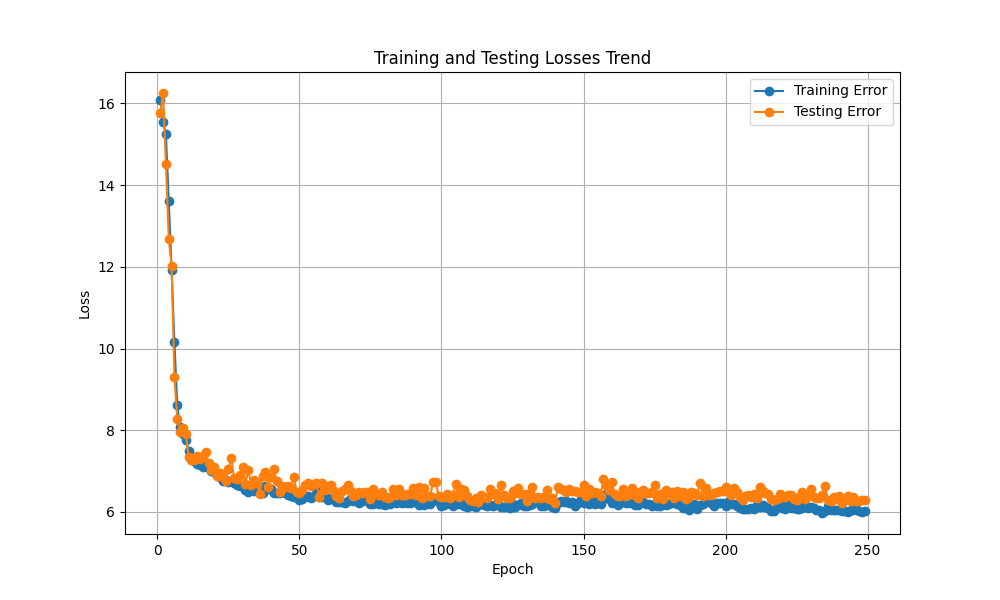 Training and Testing Losses Trend
Training Error
Testing Error
16
14
12
10
8
6
Loss
0 50 100 150 200 250
Epoch